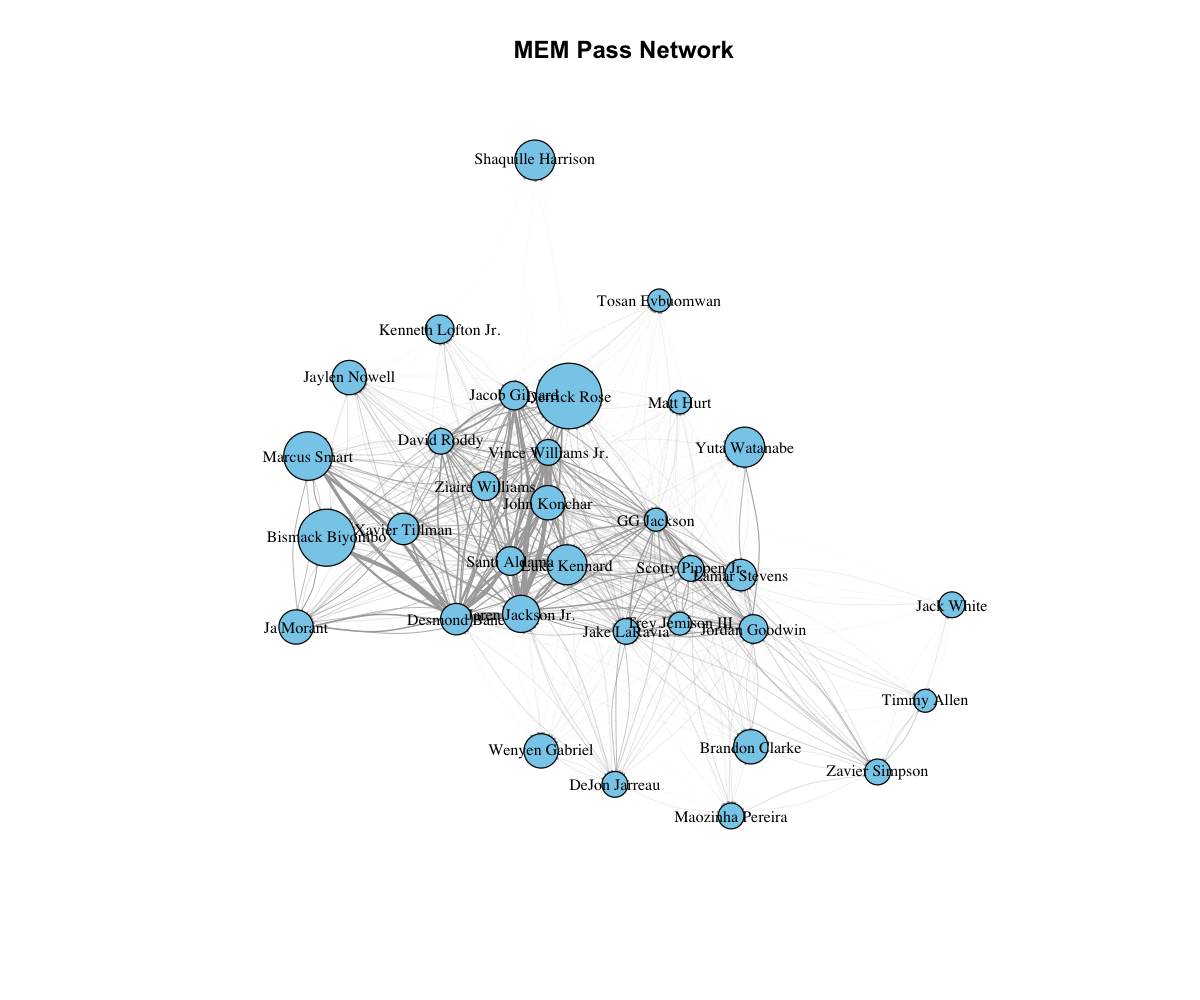 MEM Pass Network
Shaquille Harrison
Tosan Evbuomwan
Kenneth Lofton Jr.
Jaylen Nowell
Jacob Gilyard
Derrick Rose
Matt Hurt
David Roddy
Vince Williams Jr.
Yuta Watanabe
Marcus Smart
Ziaire Williams
John Konchar
GG Jackson
Xavier Tillman
Bismack Biyombo
Santi Aldama
Luke Kennard
Scotty Pippen Jr.
Lamar Stevens
Jack White
Desmond Bane
Jaren Jackson Jr.
Ja Morant
Jake LaRavia
Trey Jemison III
Jordan Goodwin
Timmy Allen
Wenyen Gabriel
Brandon Clarke
Zavier Simpson
DeJon Jarreau
Maozinha Pereira